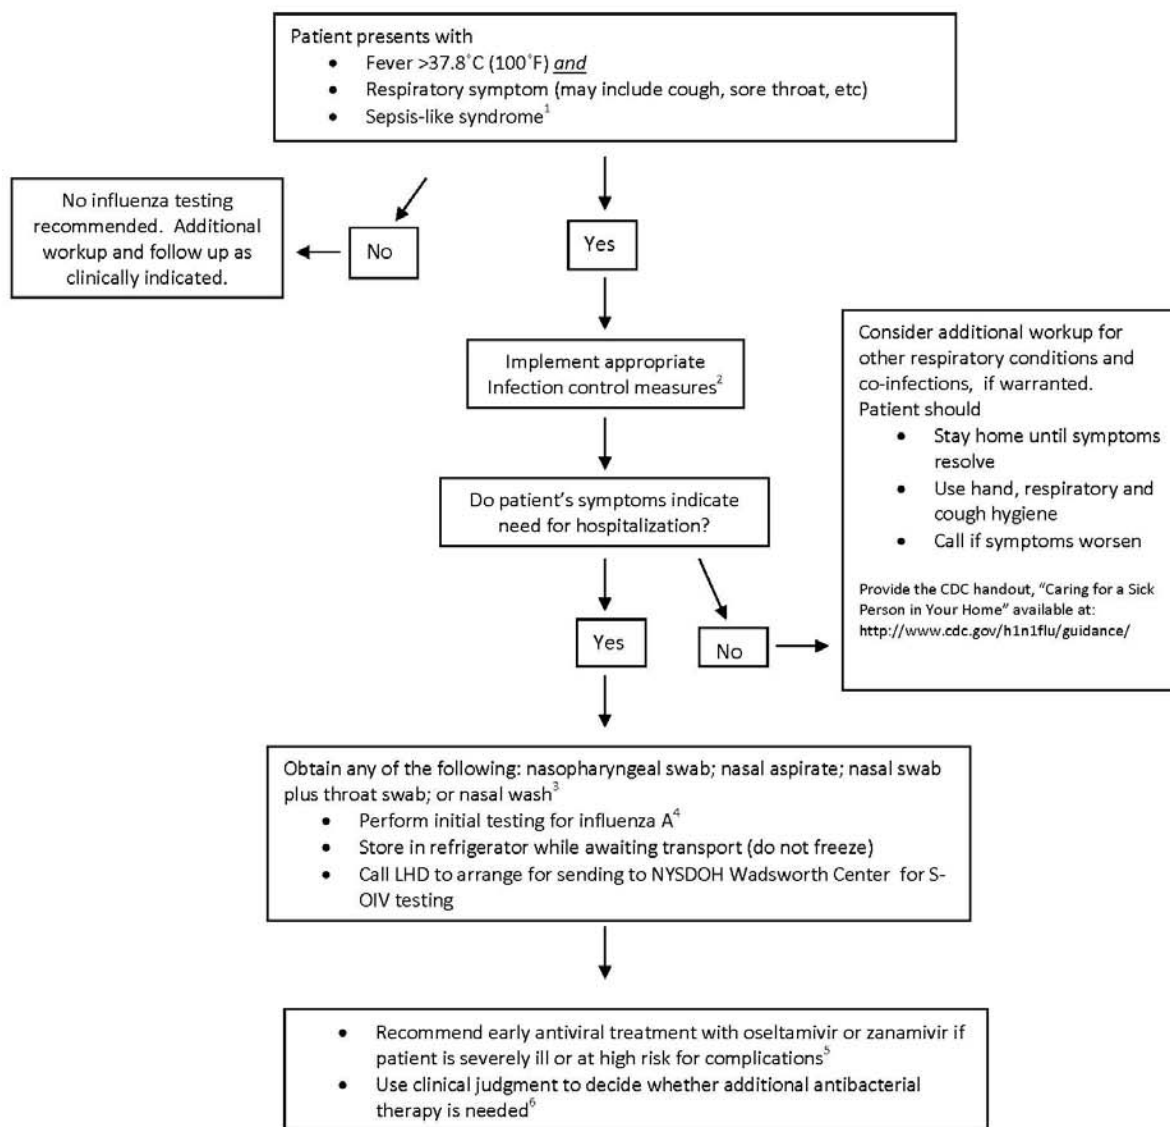 Patient presents with
• Fever >37.8°C (100°F) and
• Respiratory symptom (may include cough, sore throat, etc)
• Sepsis-like syndrome1
No influenza testing
recommended. Additional
workup and follow up as
clinically indicated.
No
Yes
Implement appropriate
Infection control measures2
Do patient's symptoms indicate
need for hospitalization?
Yes
No
Consider additional workup for
other respiratory conditions and
co-infections, if warranted.
Patient should
• Stay home until symptoms
resolve
• Use hand, respiratory and
cough hygiene
• Call if symptoms worsen
Provide the CDC handout, "Caring for a Sick
Person in Your Home" available at:
http://www.cdc.gov/h1n1flu/guidance/
Obtain any of the following: nasopharyngeal swab; nasal aspirate; nasal swab
plus throat swab; or nasal wash3
• Perform initial testing for influenza A4
• Store in refrigerator while awaiting transport (do not freeze)
• Call LHD to arrange for sending to NYSDOH Wadsworth Center for S-
OIV testing
• Recommend early antiviral treatment with oseltamivir or zanamivir if
patient is severely ill or at high risk for complications5
• Use clinical judgment to decide whether additional antibacterial
therapy is needed6